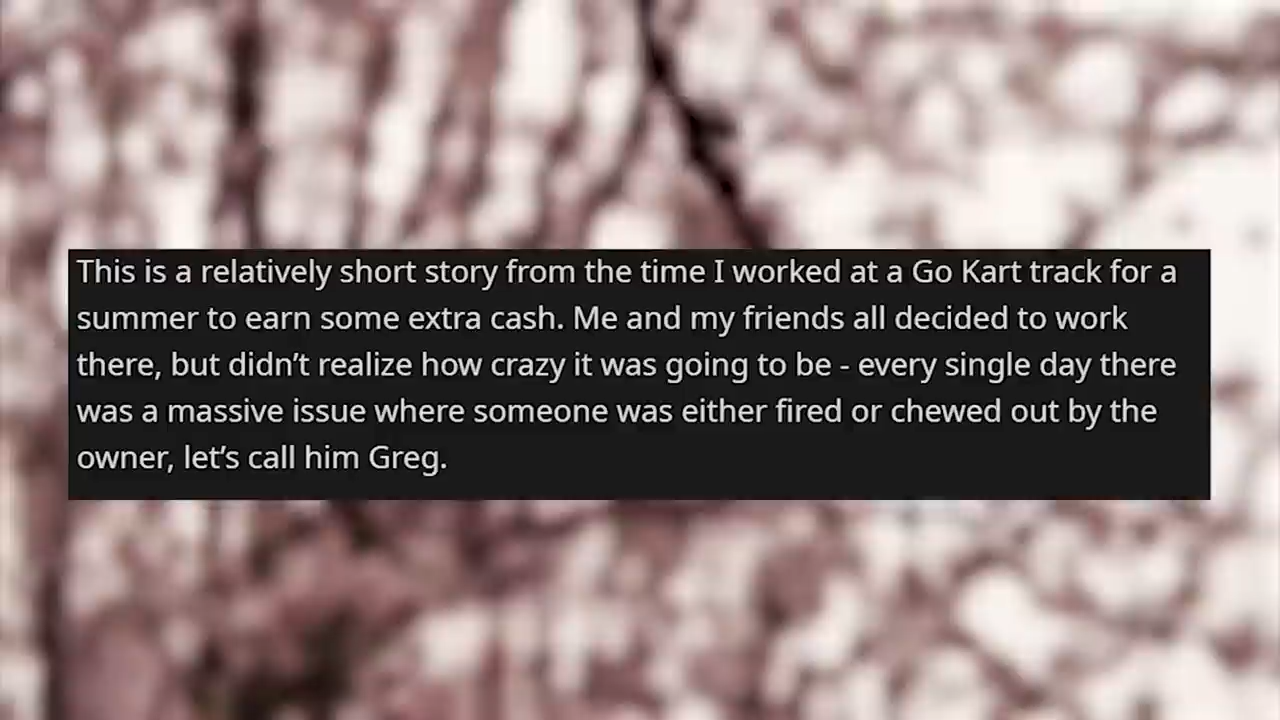 This is a relatively short story from the time I worked at a Go Kart track for a
summer to earn some extra cash. Me and my friends all decided to work
there, but didn’t realize how crazy it was going to be - every single day there
was a massive issue where someone was either fired or chewed out by the
owner, let’s call him Greg.